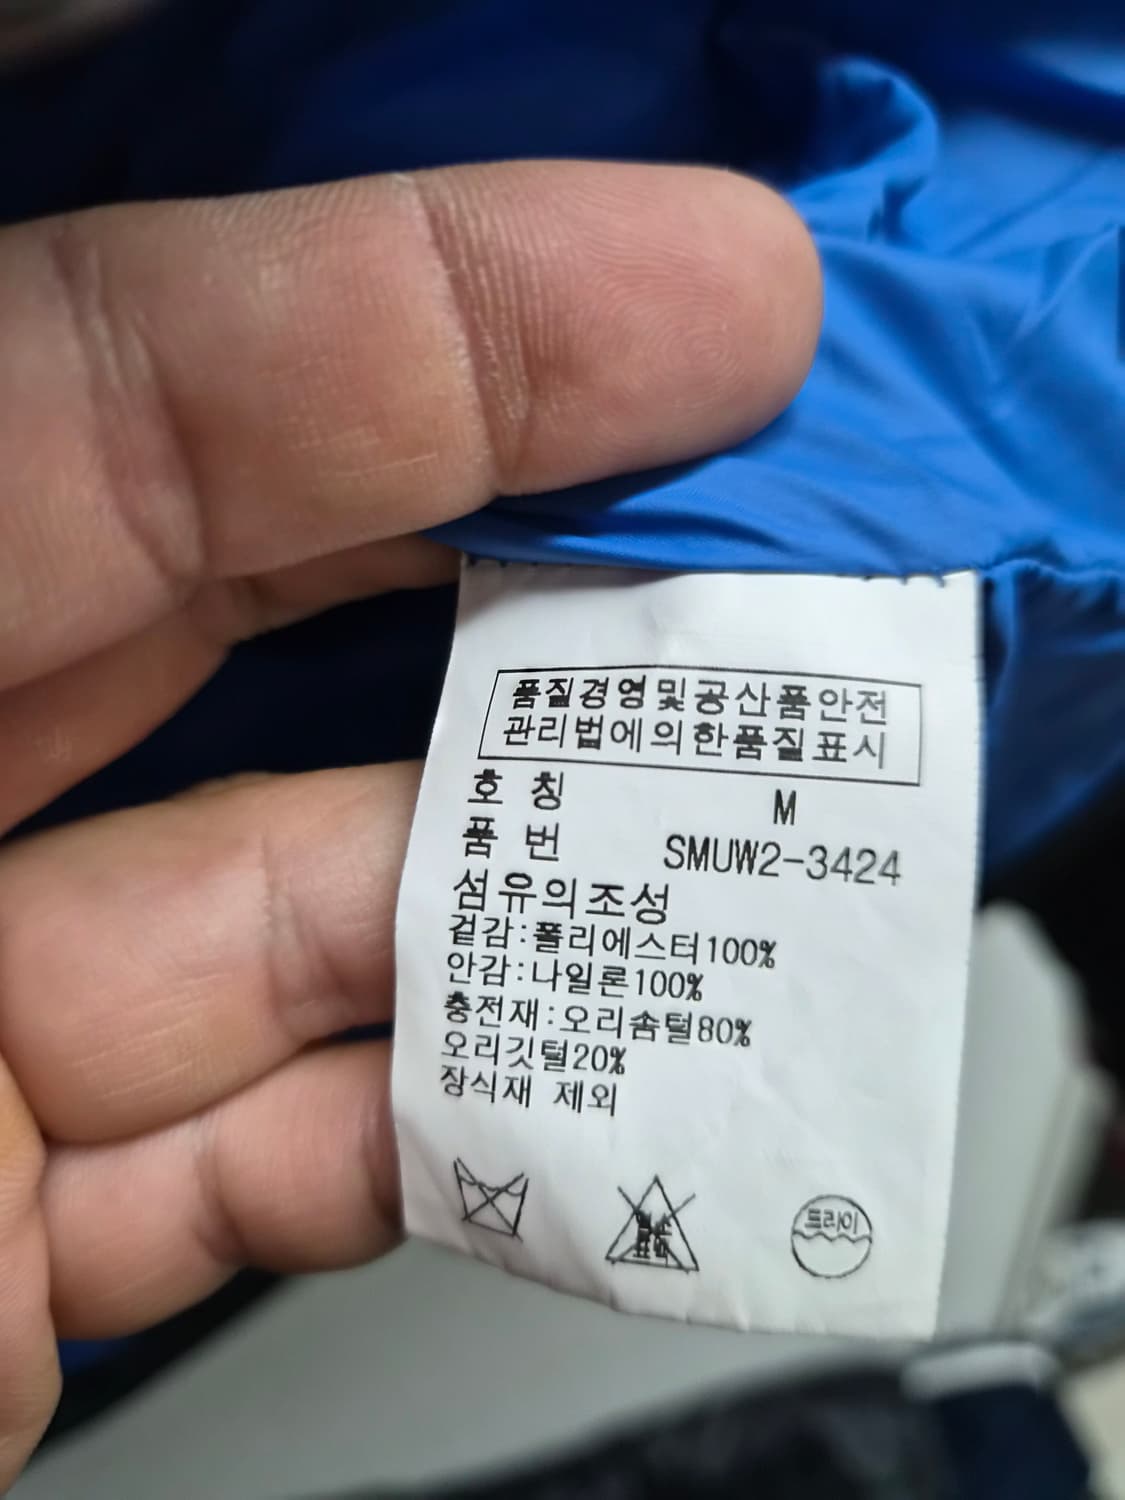 품질경영및공산품안전
관리법에의한품질표시
호 칭 M
품 번 SMUW2-3424
섬유의조성
겉감:폴리에스터100%
안감:나일론100%
충전재:오리솜털80%
오리깃털20%
장식재 제외
드라이